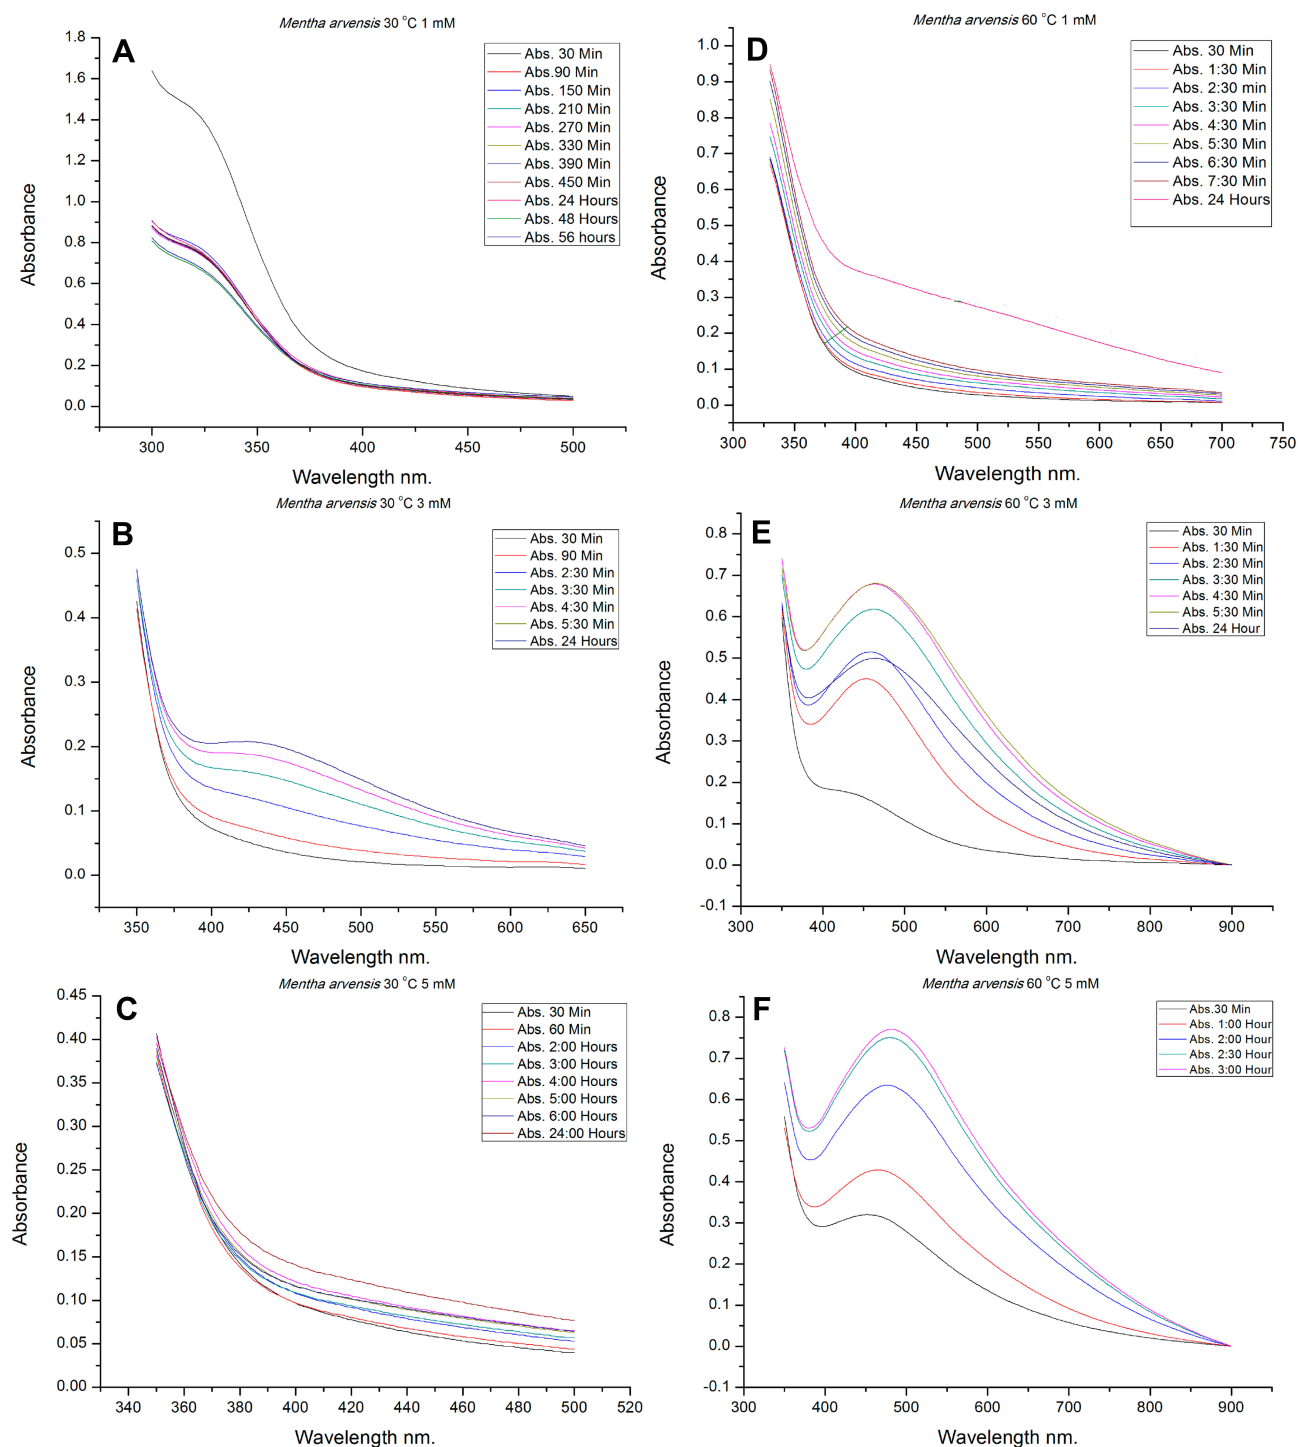 Mentha arvensis 30 °C 1 mM
A
1.8
1.6
1.4
1.2
1.0
0.8
0.6
0.4
0.2
0.0
Absorbance
Abs. 30 Min
Abs.90 Min
Abs. 150 Min
Abs. 210 Min
Abs. 270 Min
Abs. 330 Min
Abs. 390 Min
Abs. 450 Min
Abs. 24 Hours
Abs. 48 Hours
Abs. 56 hours
300 350 400 450 500
Wavelength nm.
Mentha arvensis 60 °C 1 mM
D
1.0
0.9
0.8
0.7
0.6
0.5
0.4
0.3
0.2
0.1
0.0
Absorbance
Abs. 30 Min
Abs. 1:30 Min
Abs. 2:30 min
Abs. 3:30 Min
Abs. 4:30 Min
Abs. 5:30 Min
Abs. 6:30 Min
Abs. 7:30 Min
Abs. 24 Hours
300 350 400 450 500 550 600 650 700 750
Wavelength nm.
Mentha arvensis 30 °C 3 mM
B
0.5
0.4
0.3
0.2
0.1
0.0
Absorbance
Abs. 30 Min
Abs. 90 Min
Abs. 2:30 Min
Abs. 3:30 Min
Abs. 4:30 Min
Abs. 5:30 Min
Abs. 24 Hours
350 400 450 500 550 600 650
Wavelength nm.
Mentha arvensis 60 °C 3 mM
E
0.8
0.7
0.6
0.5
0.4
0.3
0.2
0.1
0.0
-0.1
Absorbance
Abs. 30 Min
Abs. 1:30 Min
Abs. 2:30 Min
Abs. 3:30 Min
Abs. 4:30 Min
Abs. 5:30 Min
Abs. 24 Hour
300 400 500 600 700 800 900
Wavelength nm.
Mentha arvensis 30 °C 5 mM
C
0.45
0.40
0.35
0.30
0.25
0.20
0.15
0.10
0.05
0.00
Absorbance
Abs. 30 Min
Abs. 60 Min
Abs. 2:00 Hours
Abs. 3:00 Hours
Abs. 4:00 Hours
Abs. 5:00 Hours
Abs. 6:00 Hours
Abs. 24:00 Hours
340 360 380 400 420 440 460 480 500 520
Wavelength nm.
Mentha arvensis 60 °C 5 mM
F
0.8
0.7
0.6
0.5
0.4
0.3
0.2
0.1
0.0
-0.1
Absorbance
Abs.30 Min
Abs. 1:00 Hour
Abs. 2:00 Hour
Abs. 2:30 Hour
Abs. 3:00 Hour
300 400 500 600 700 800 900
Wavelength nm.